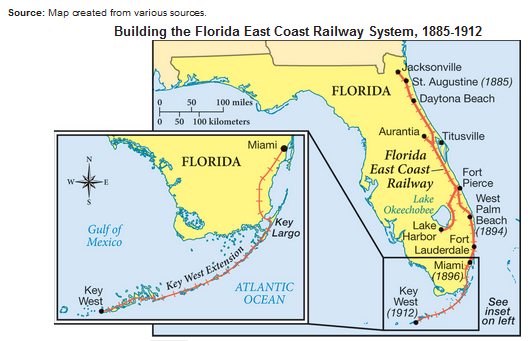 Source: Map created from various sources.
Building the Florida East Coast Railway System, 1885-1912
Jacksonville
St. Augustine (1885)
Daytona Beach
FLORIDA
0 50 100 miles
0 50 100 kilometers
Aurantia
Titusville
Florida
East Coast
Railway
Fort
Pierce
Lake
Okeechobee
West
Palm
Beach
(1894)
Lake
Harbor
Fort
Lauderdale
Miami
(1896)
Key
West
(1912)
See
inset
on left
Miami
FLORIDA
N
W
E
S
Gulf of
Mexico
Key
Largo
Key West Extension
ATLANTIC
OCEAN
Key
West